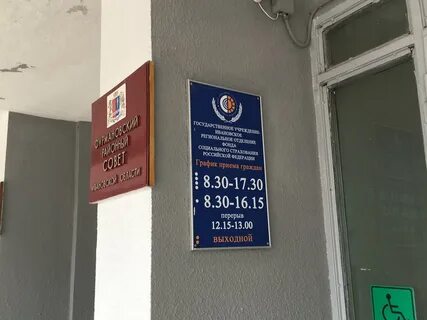 ФУРМАНОВСКИЙ
РАЙОННЫЙ
СОВЕТ
ИВАНОВСКОЙ ОБЛАСТИ
ГОСУДАРСТВЕННОЕ УЧРЕЖДЕНИЕ
ИВАНОВСКОЕ
РЕГИОНАЛЬНОЕ ОТДЕЛЕНИЕ
ФОНДА
СОЦИАЛЬНОГО СТРАХОВАНИЯ
РОССИЙСКОЙ ФЕДЕРАЦИИ
График приема граждан
8.30-17.30
8.30-16.15
перерыв
12.15-13.00
ВЫХОДНОЙ